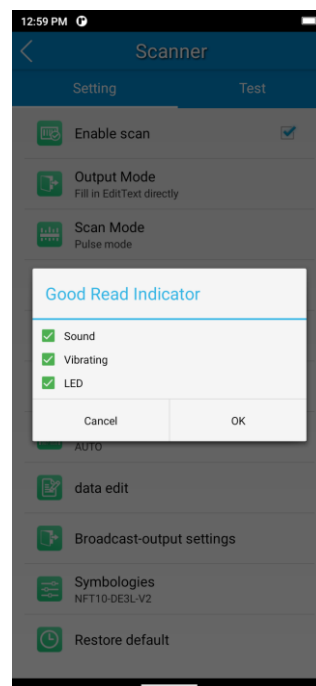 12:59 PM
Scanner
Setting Test
Enable scan
Output Mode
Fill in EditText directly
Scan Mode
Pulse mode
Good Read Indicator
Sound
Vibrating
LED
Cancel OK
AUTO
data edit
Broadcast-output settings
Symbologies
NFT10-DE3L-V2
Restore default